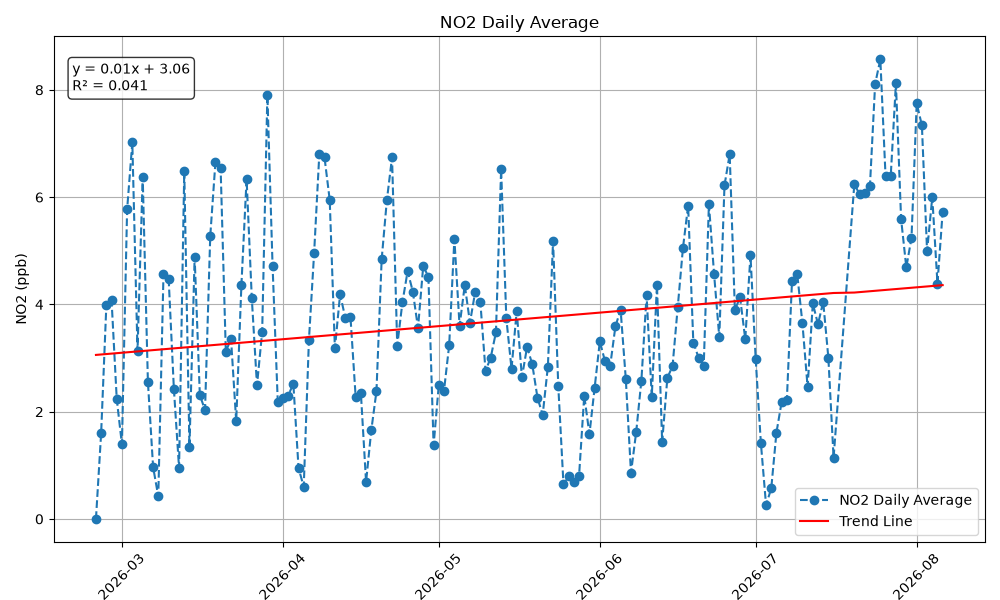 NO2 Daily Average
y = 0.01x + 3.06
R² = 0.041
NO2 (ppb)
8
6
4
2
0
2026-03
2026-04
2026-05
2026-06
2026-07
2026-08
NO2 Daily Average
Trend Line